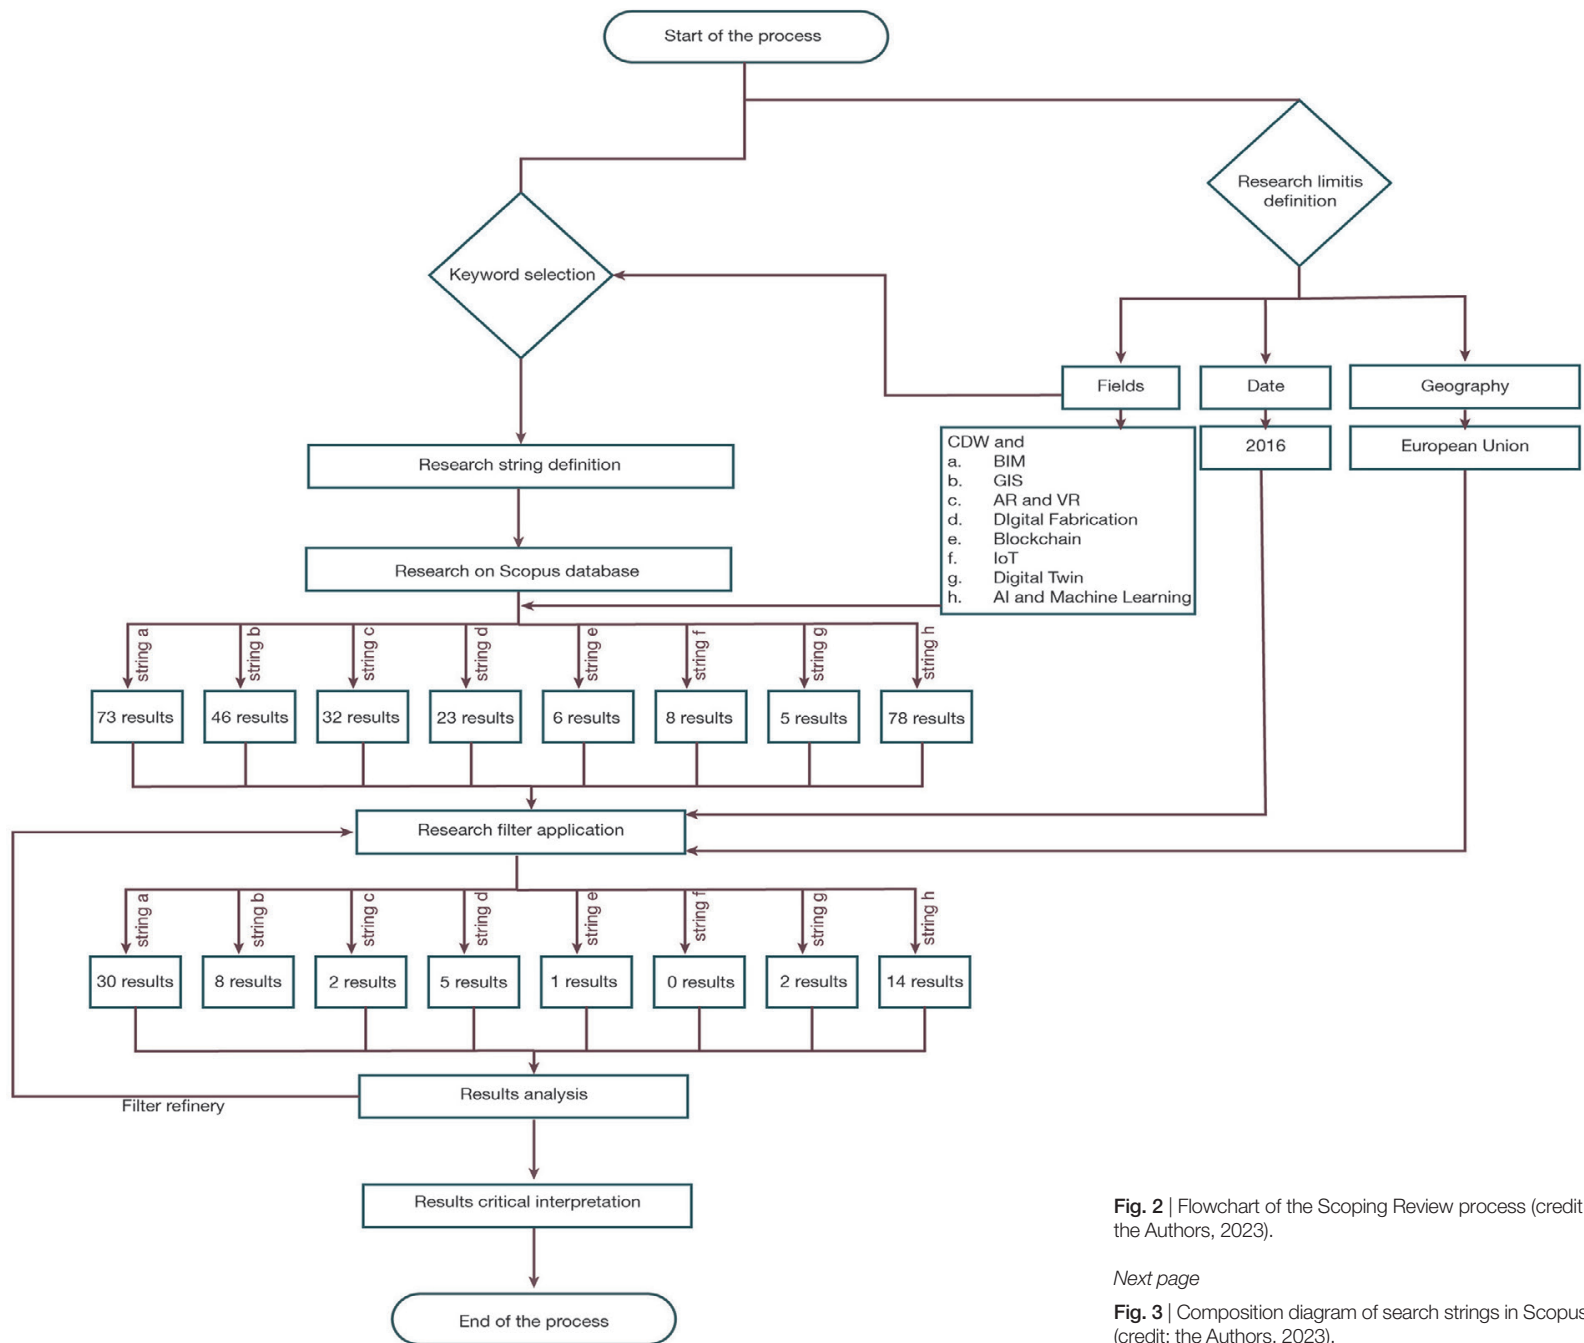 Start of the process
Research limitis
definition
Keyword selection
Fields
Date
Geography
CDW and
a. BIM
b. GIS
c. AR and VR
d. DIgital Fabrication
e. Blockchain
f. IoT
g. Digital Twin
h. AI and Machine Learning
2016
European Union
Research string definition
Research on Scopus database
string a
string b
string c
string d
string e
string f
string g
string h
73 results
46 results
32 results
23 results
6 results
8 results
5 results
78 results
Research filter application
string a
string b
string c
string d
string e
string f
string g
string h
30 results
8 results
2 results
5 results
1 results
0 results
2 results
14 results
Results analysis
Filter refinery
Results critical interpretation
End of the process
Fig. 2 | Flowchart of the Scoping Review process (credit
the Authors, 2023).
Next page
Fig. 3 | Composition diagram of search strings in Scopus
(credit: the Authors, 2023).